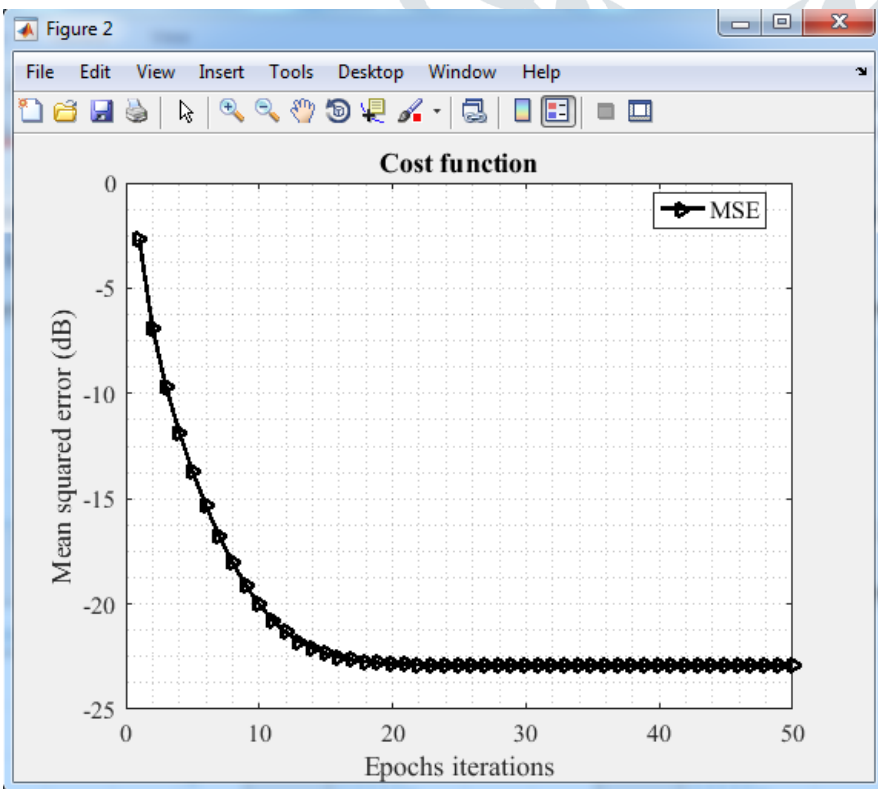 Figure 2
File Edit View Insert Tools Desktop Window Help
Cost function
MSE
0
-5
-10
-15
-20
-25
Mean squared error (dB)
0 10 20 30 40 50
Epochs iterations